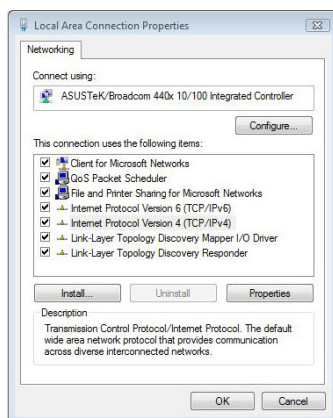 Local Area Connection Properties
Networking
Connect using:
ASUSTeK/Broadcom 440x 10/100 Integrated Controller
Configure...
This connection uses the following items:
Client for Microsoft Networks
QoS Packet Scheduler
File and Printer Sharing for Microsoft Networks
Internet Protocol Version 6 (TCP/IPv6)
Internet Protocol Version 4 (TCP/IPv4)
Link-Layer Topology Discovery Mapper I/O Driver
Link-Layer Topology Discovery Responder
Install... Uninstall Properties
Description
Transmission Control Protocol/Internet Protocol. The default
wide area network protocol that provides communication
across diverse interconnected networks.
OK Cancel